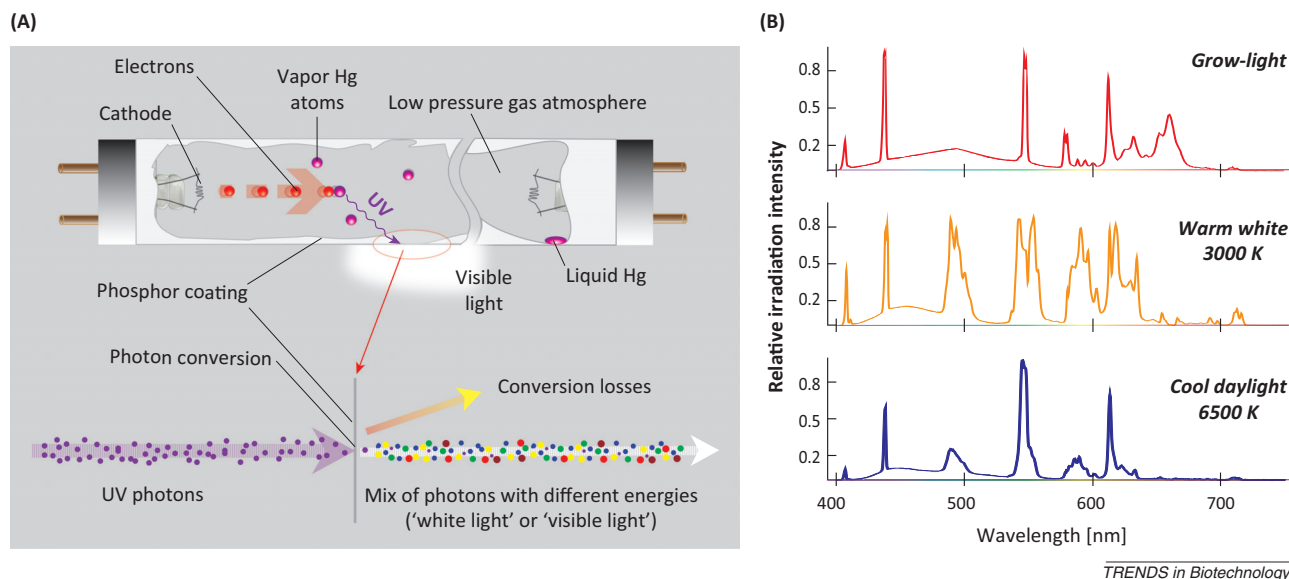 (A)
Electrons
Vapor Hg
atoms
Low pressure gas atmosphere
Cathode
UV
Liquid Hg
Visible
light
Phosphor coating
Photon conversion
Conversion losses
UV photons
Mix of photons with different energies
(‘white light’ or ‘visible light’)
(B)
Relative irradiation intensity
Grow-light
0.8
0.5
0.2
Warm white
3000 K
0.8
0.5
0.2
Cool daylight
6500 K
0.8
0.5
0.2
400
500
600
700
Wavelength [nm]
TRENDS in Biotechnology